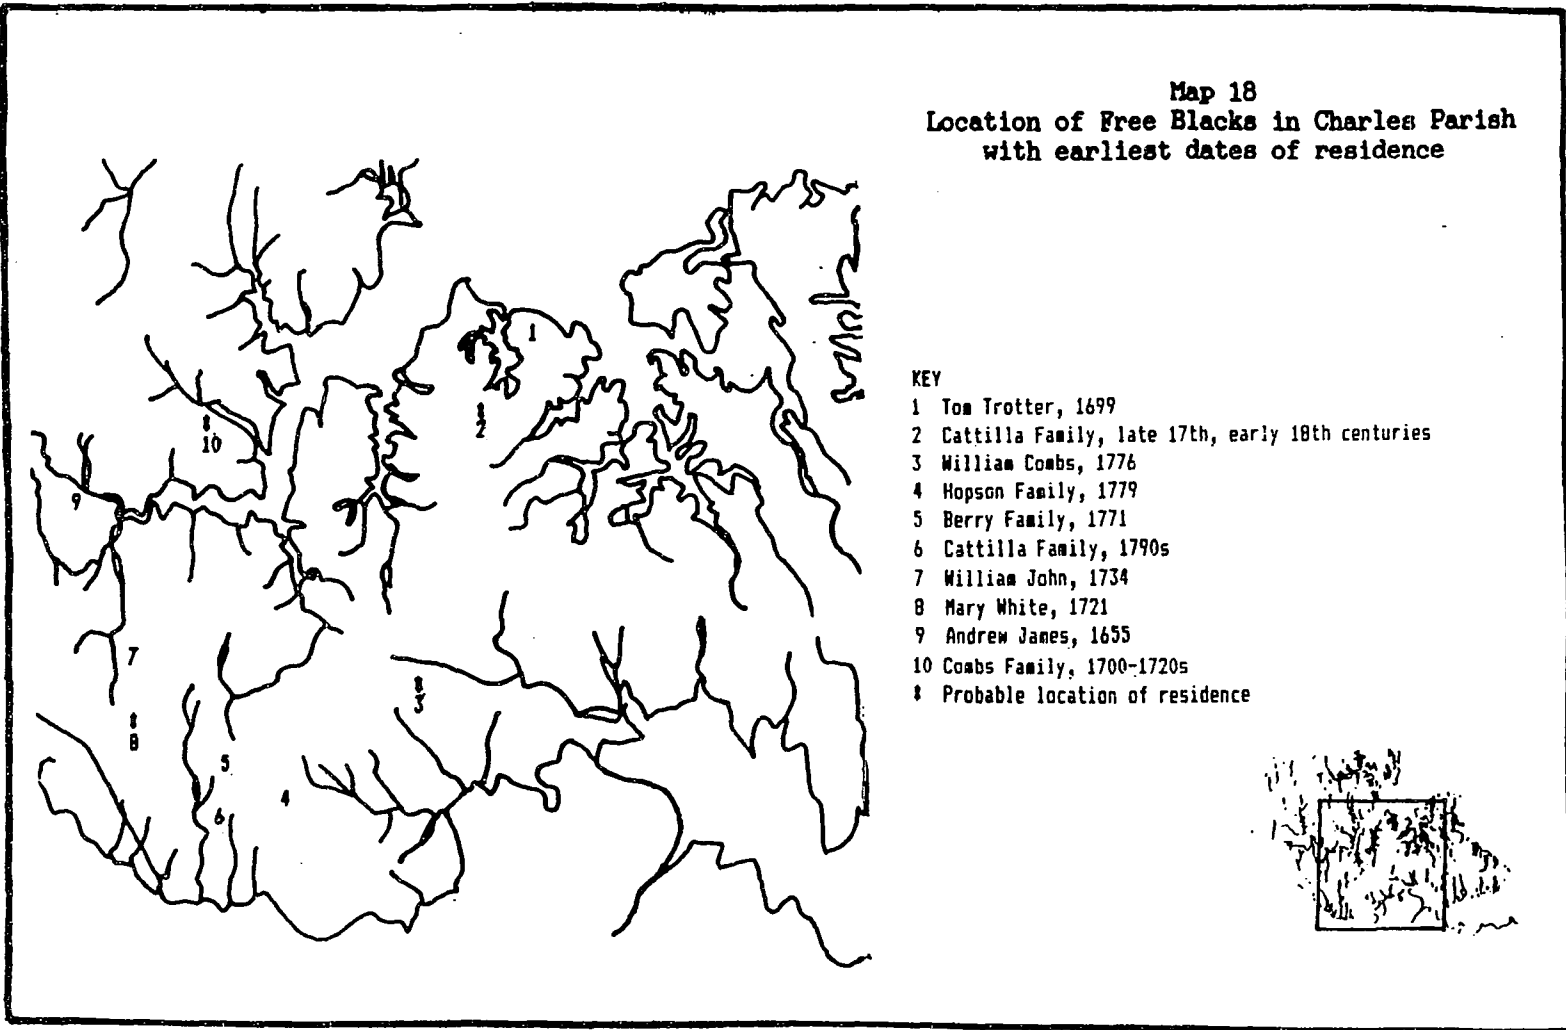 Map 18
Location of Free Blacks in Charles Parish
with earliest dates of residence
1
*
2
*
10
9
7
*
3
*
8
5
4
6
KEY
1 Tom Trotter, 1699
2 Cattilla Family, late 17th, early 18th centuries
3 William Combs, 1776
4 Hopson Family, 1779
5 Berry Family, 1771
6 Cattilla Family, 1790s
7 William John, 1734
8 Mary White, 1721
9 Andrew James, 1655
10 Combs Family, 1700-1720s
* Probable location of residence